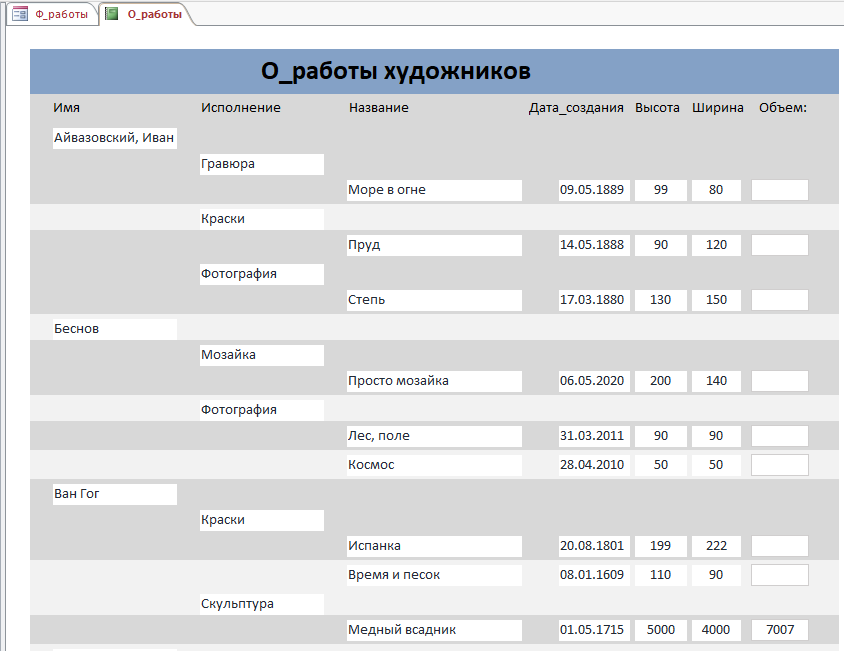 Ф_работы О_работы
О_работы художников
Имя Исполнение Название Дата_создания Высота Ширина Объем:
Айвазовский, Иван
Гравюра
Море в огне 09.05.1889 99 80
Краски
Пруд 14.05.1888 90 120
Фотография
Степь 17.03.1880 130 150
Беснов
Мозайка
Просто мозайка 06.05.2020 200 140
Фотография
Лес, поле 31.03.2011 90 90
Космос 28.04.2010 50 50
Ван Гог
Краски
Испанка 20.08.1801 199 222
Время и песок 08.01.1609 110 90
Скульптура
Медный всадник 01.05.1715 5000 4000 7007